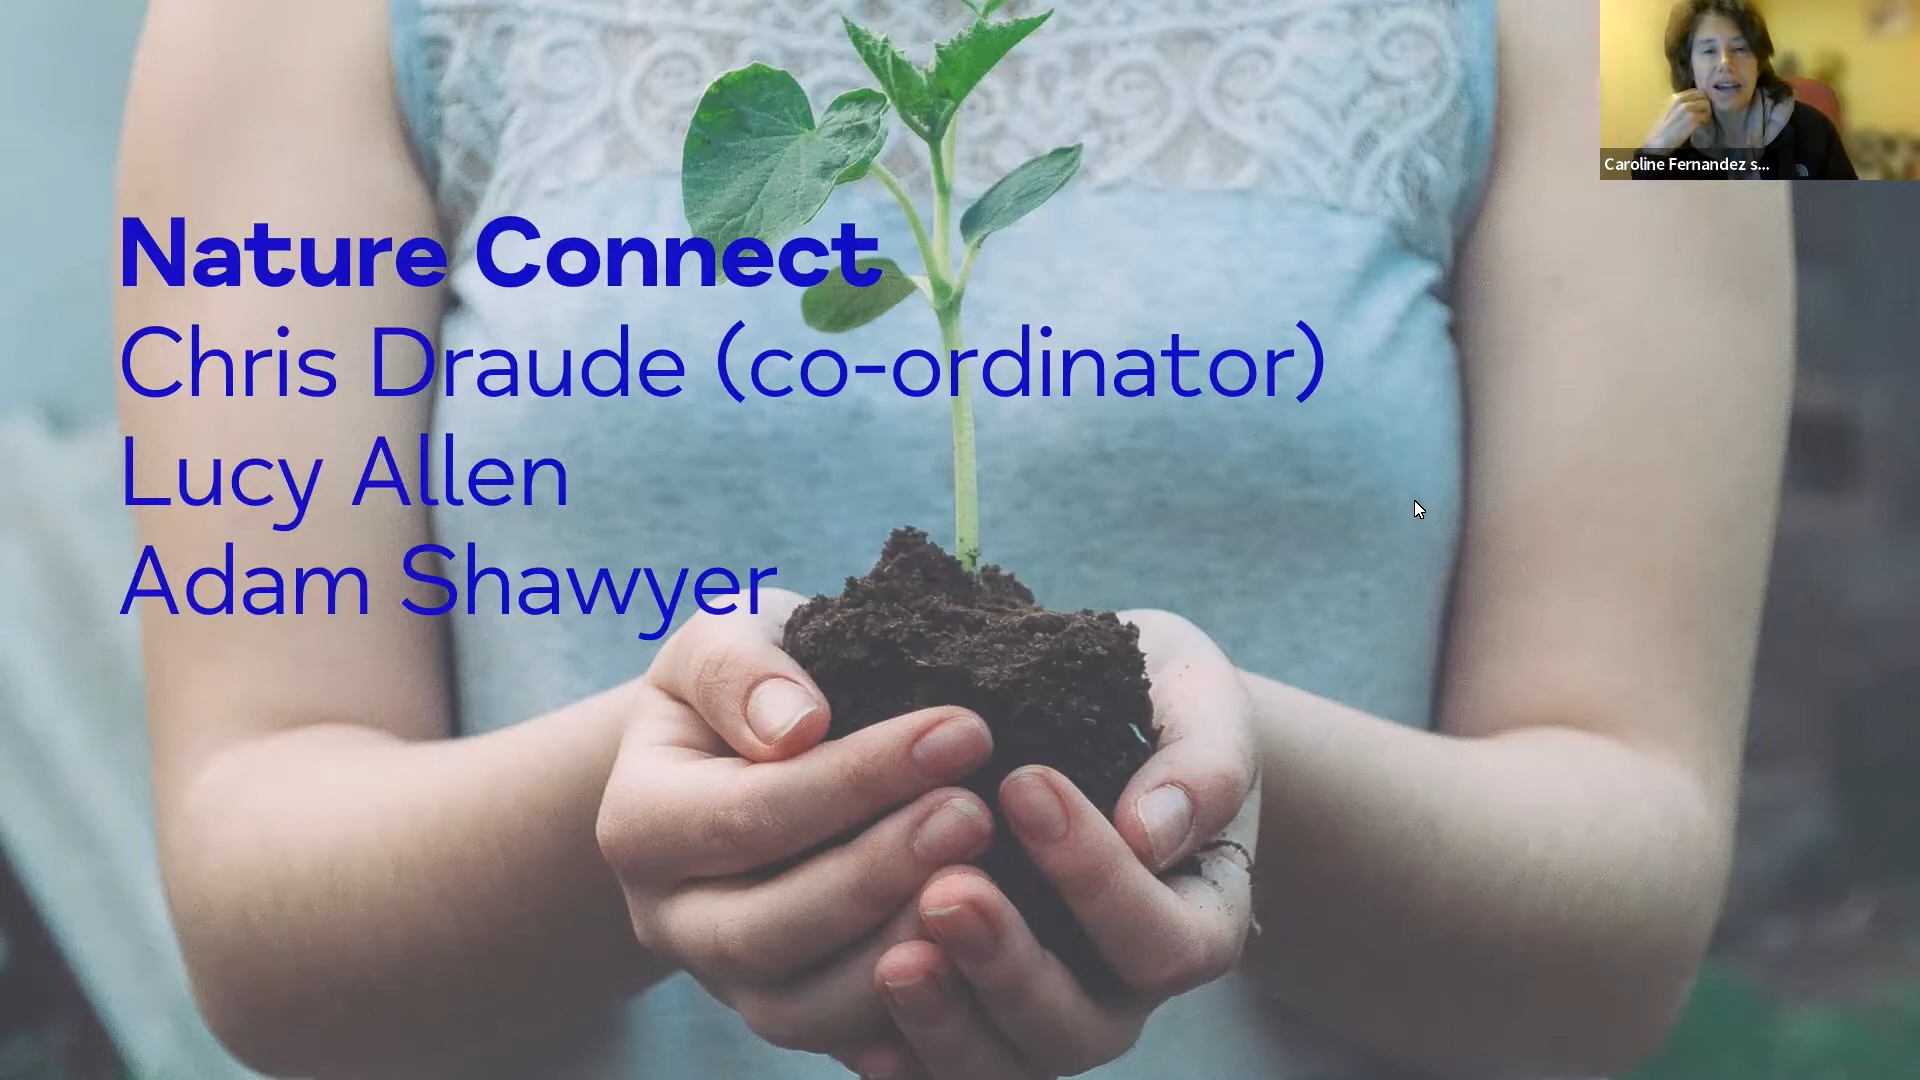 Nature Connect
Chris Draude (co-ordinator)
Lucy Allen
Adam Shawyer
Caroline Fernandez s...